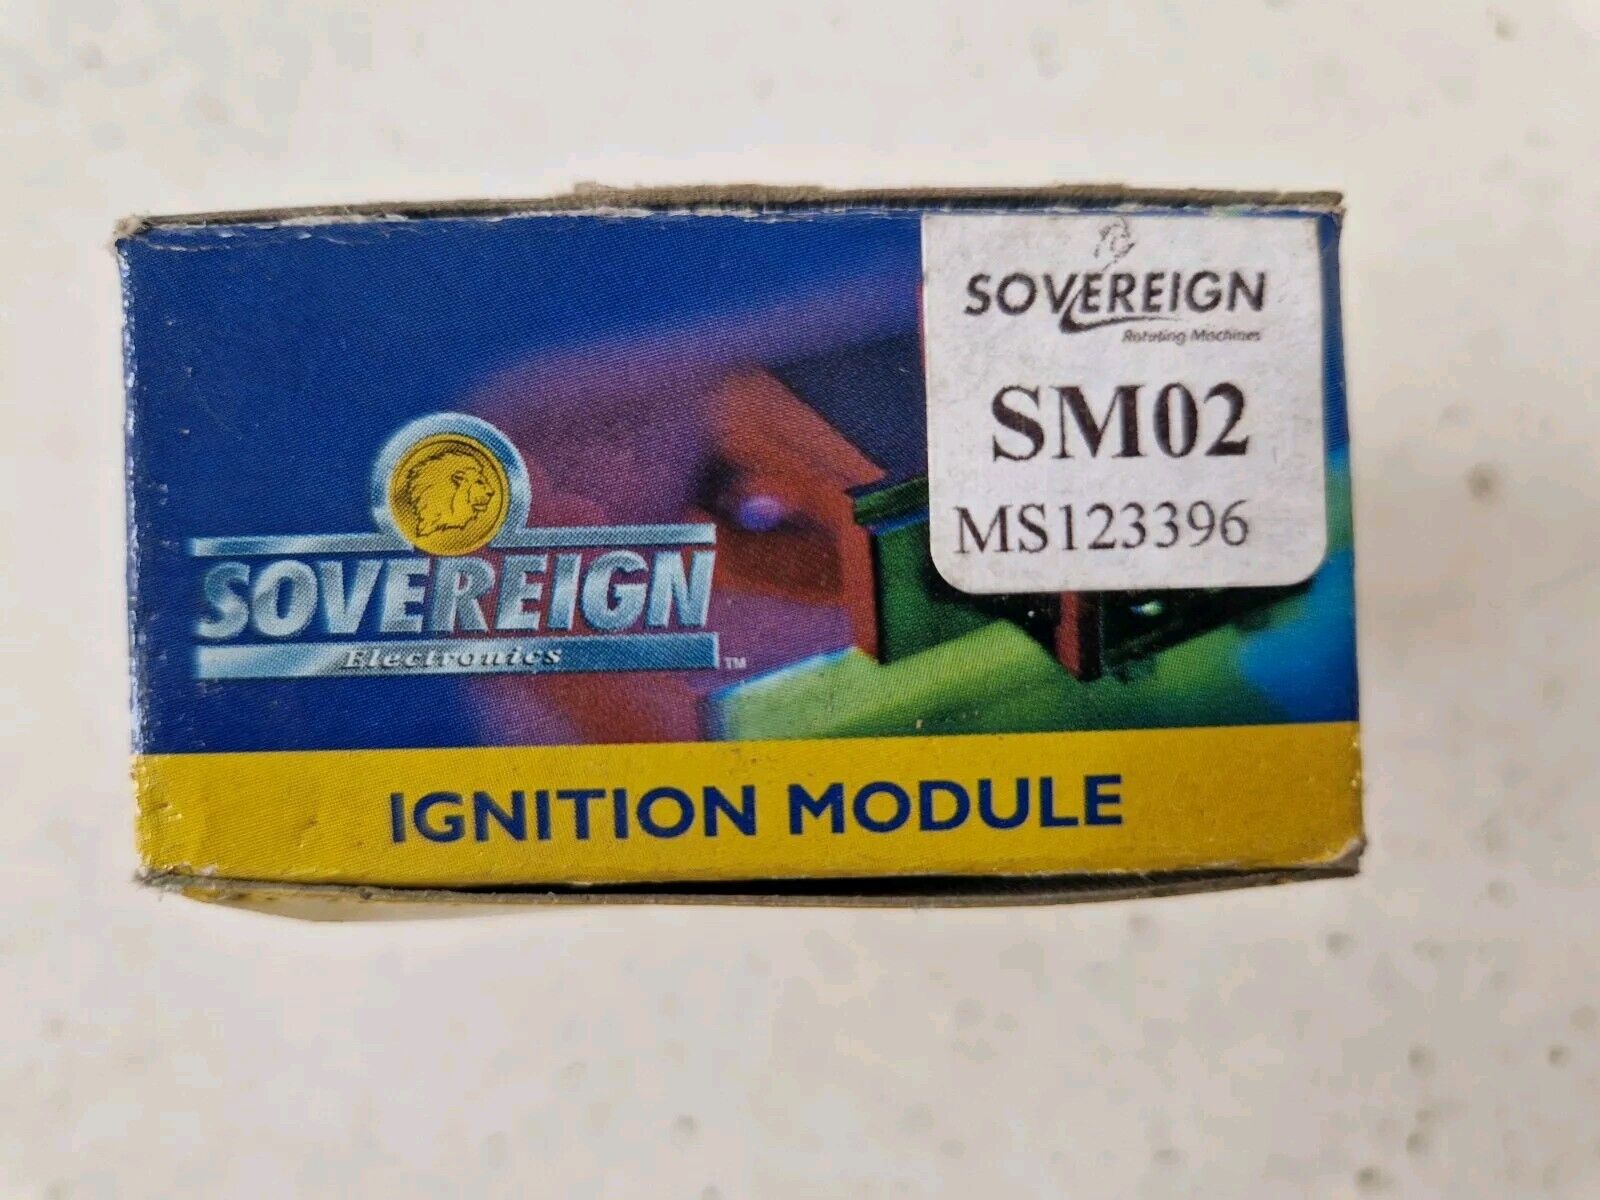 SOVEREIGN
Rotating Machines
SM02
MS123396
SOVEREIGN
Electronics
TM
IGNITION MODULE